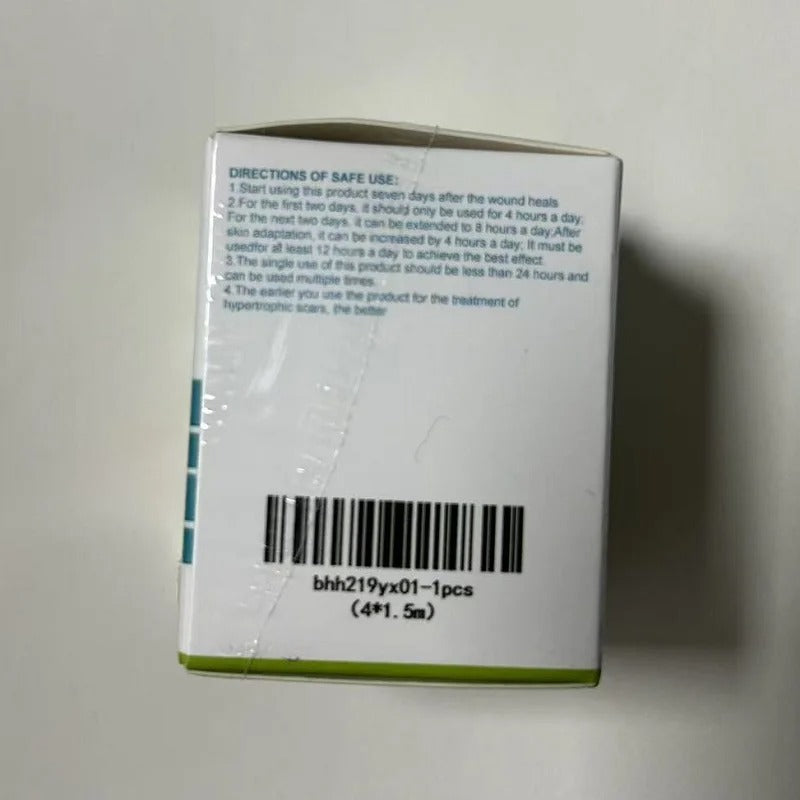 DIRECTIONS OF SAFE USE:
1.Start using this product seven days after the wound heals
2.For the first two days, it should only be used for 4 hours a day;
For the next two days, it can be extended to 8 hours a day;After
skin adaptation, it can be increased by 4 hours a day; It must be
usedfor at least 12 hours a day to achieve the best effect.
3.The single use of this product should be less than 24 hours and
can be used multiple times.
4.The earlier you use the product for the treatment of
hypertrophic scars, the better
bhh219yx01-1pcs
(4*1.5m)